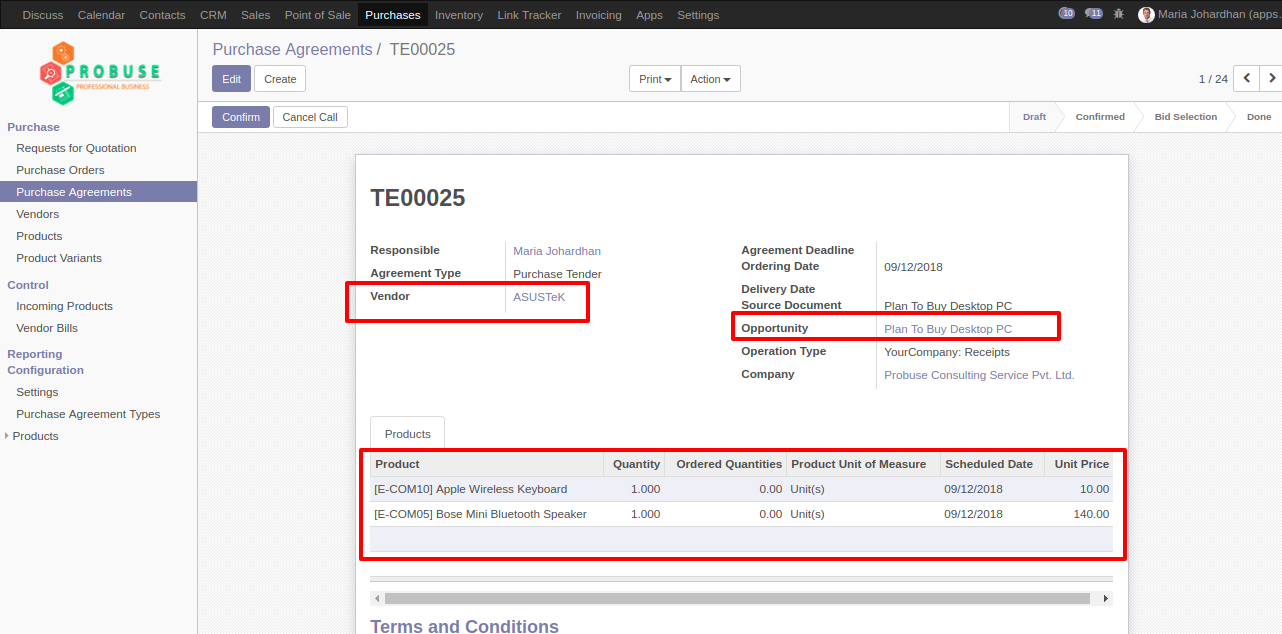 Discuss Calendar Contacts CRM Sales Point of Sale Purchases Inventory Link Tracker Invoicing Apps Settings 10 11 Maria Johardhan (apps.
PROBUSE
PROFESSIONAL BUSINESS
Purchase
Requests for Quotation
Purchase Orders
Purchase Agreements
Vendors
Products
Product Variants
Control
Incoming Products
Vendor Bills
Reporting
Configuration
Settings
Purchase Agreement Types
Products
Purchase Agreements / TE00025
Edit Create Print Action 1 / 24
Confirm Cancel Call Draft Confirmed Bid Selection Done
TE00025
Responsible Maria Johardhan
Agreement Type Purchase Tender
Vendor ASUSTeK
Agreement Deadline
Ordering Date 09/12/2018
Delivery Date
Source Document Plan To Buy Desktop PC
Opportunity Plan To Buy Desktop PC
Operation Type YourCompany: Receipts
Company Probuse Consulting Service Pvt. Ltd.
Products
Product Quantity Ordered Quantities Product Unit of Measure Scheduled Date Unit Price
[E-COM10] Apple Wireless Keyboard 1.000 0.00 Unit(s) 09/12/2018 10.00
[E-COM05] Bose Mini Bluetooth Speaker 1.000 0.00 Unit(s) 09/12/2018 140.00
Terms and Conditions